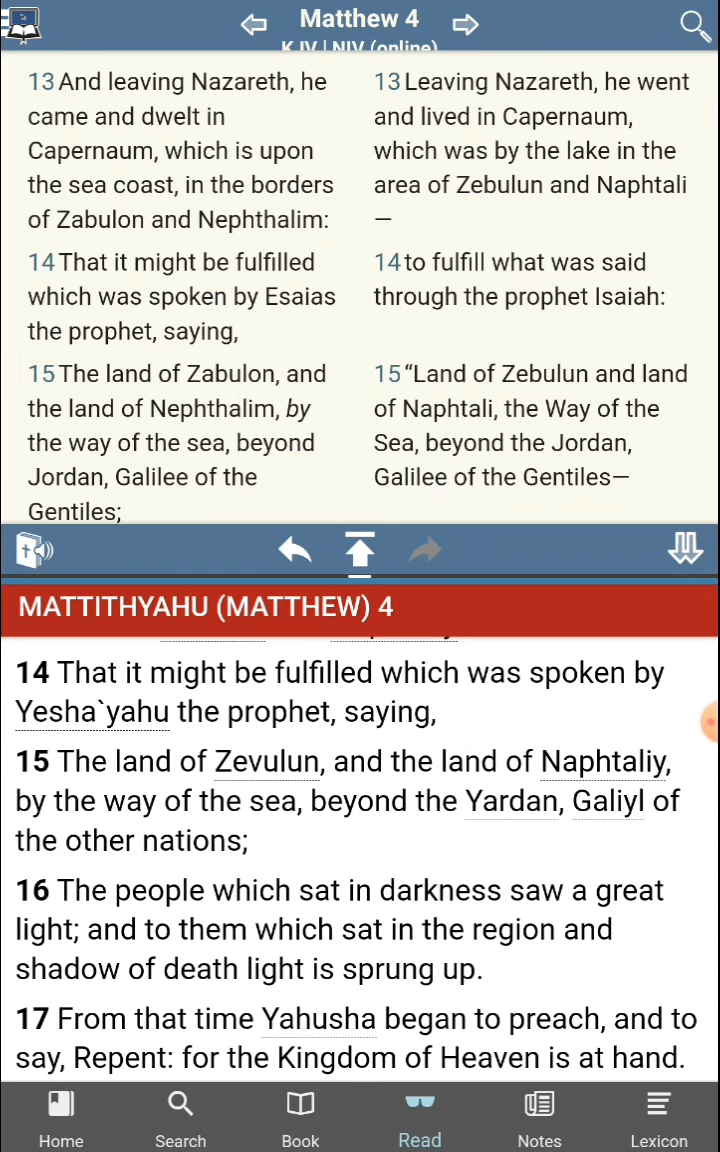 Matthew 4
KJV | NIV (online)
13 And leaving Nazareth, he
came and dwelt in
Capernaum, which is upon
the sea coast, in the borders
of Zabulon and Nephthalim:
14 That it might be fulfilled
which was spoken by Esaias
the prophet, saying,
15 The land of Zabulon, and
the land of Nephthalim, by
the way of the sea, beyond
Jordan, Galilee of the
Gentiles;
13 Leaving Nazareth, he went
and lived in Capernaum,
which was by the lake in the
area of Zebulun and Naphtali
—
14 to fulfill what was said
through the prophet Isaiah:
15 “Land of Zebulun and land
of Naphtali, the Way of the
Sea, beyond the Jordan,
Galilee of the Gentiles—
MATTITHYAHU (MATTHEW) 4
14 That it might be fulfilled which was spoken by
Yesha`yahu the prophet, saying,
15 The land of Zevulun, and the land of Naphtaliy,
by the way of the sea, beyond the Yardan, Galiyl of
the other nations;
16 The people which sat in darkness saw a great
light; and to them which sat in the region and
shadow of death light is sprung up.
17 From that time Yahusha began to preach, and to
say, Repent: for the Kingdom of Heaven is at hand.
Home Search Book Read Notes Lexicon